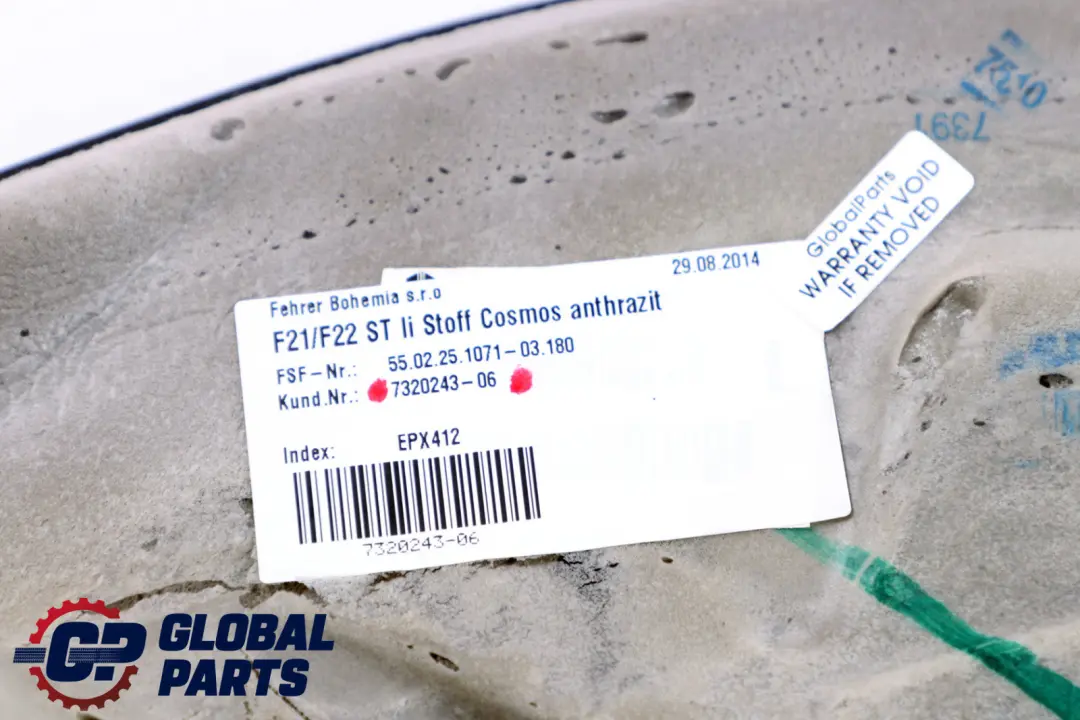 Fehrer Bohemia s.r.o
29.08.2014
F21/F22 ST li Stoff Cosmos anthrazit
FSF-Nr.: 55.02.25.1071-03.180
Kund.Nr.: 7320243-06
Index: EPX412
7320243-06
GlobalParts
WARRANTY VOID
IF REMOVED
7391
GP GLOBAL
PARTS